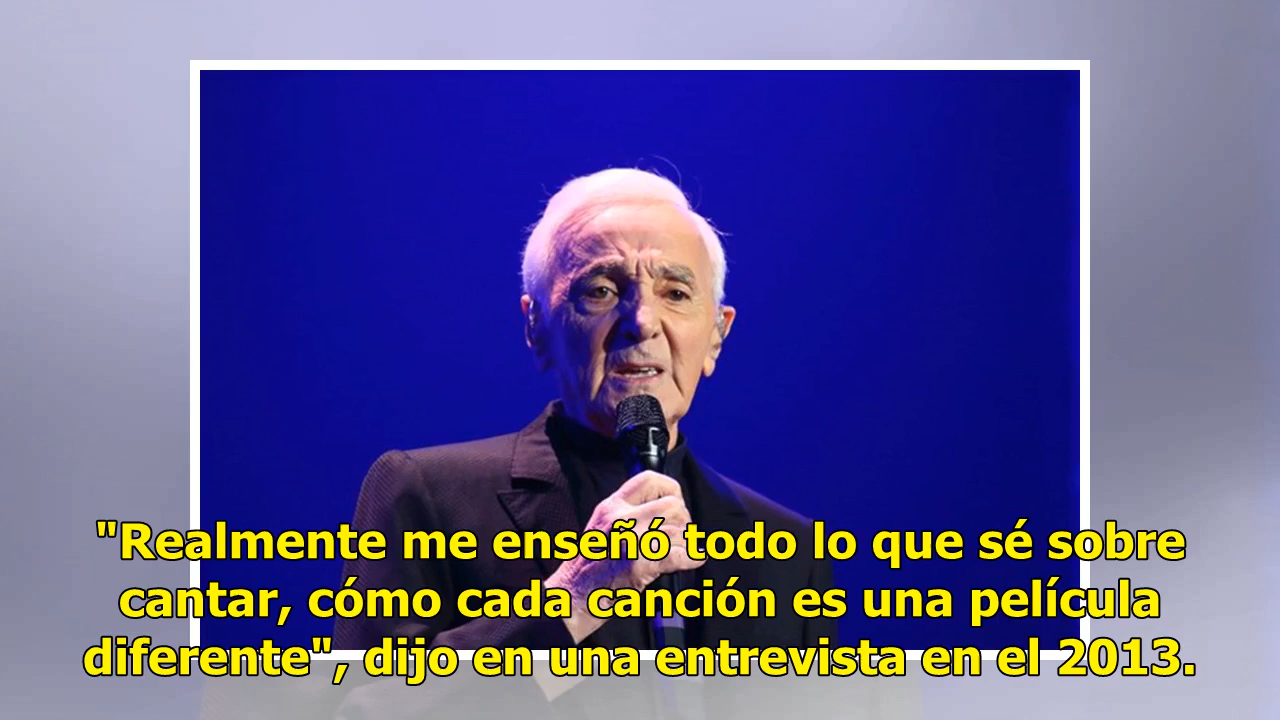 "Realmente me enseñó todo lo que sé sobre
cantar, cómo cada canción es una película
diferente", dijo en una entrevista en el 2013.